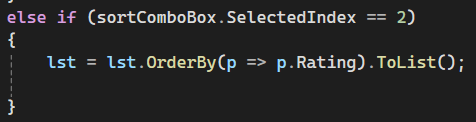 else if (sortComboBox.SelectedIndex == 2)
{
lst = lst.OrderBy(p => p.Rating).ToList();
}